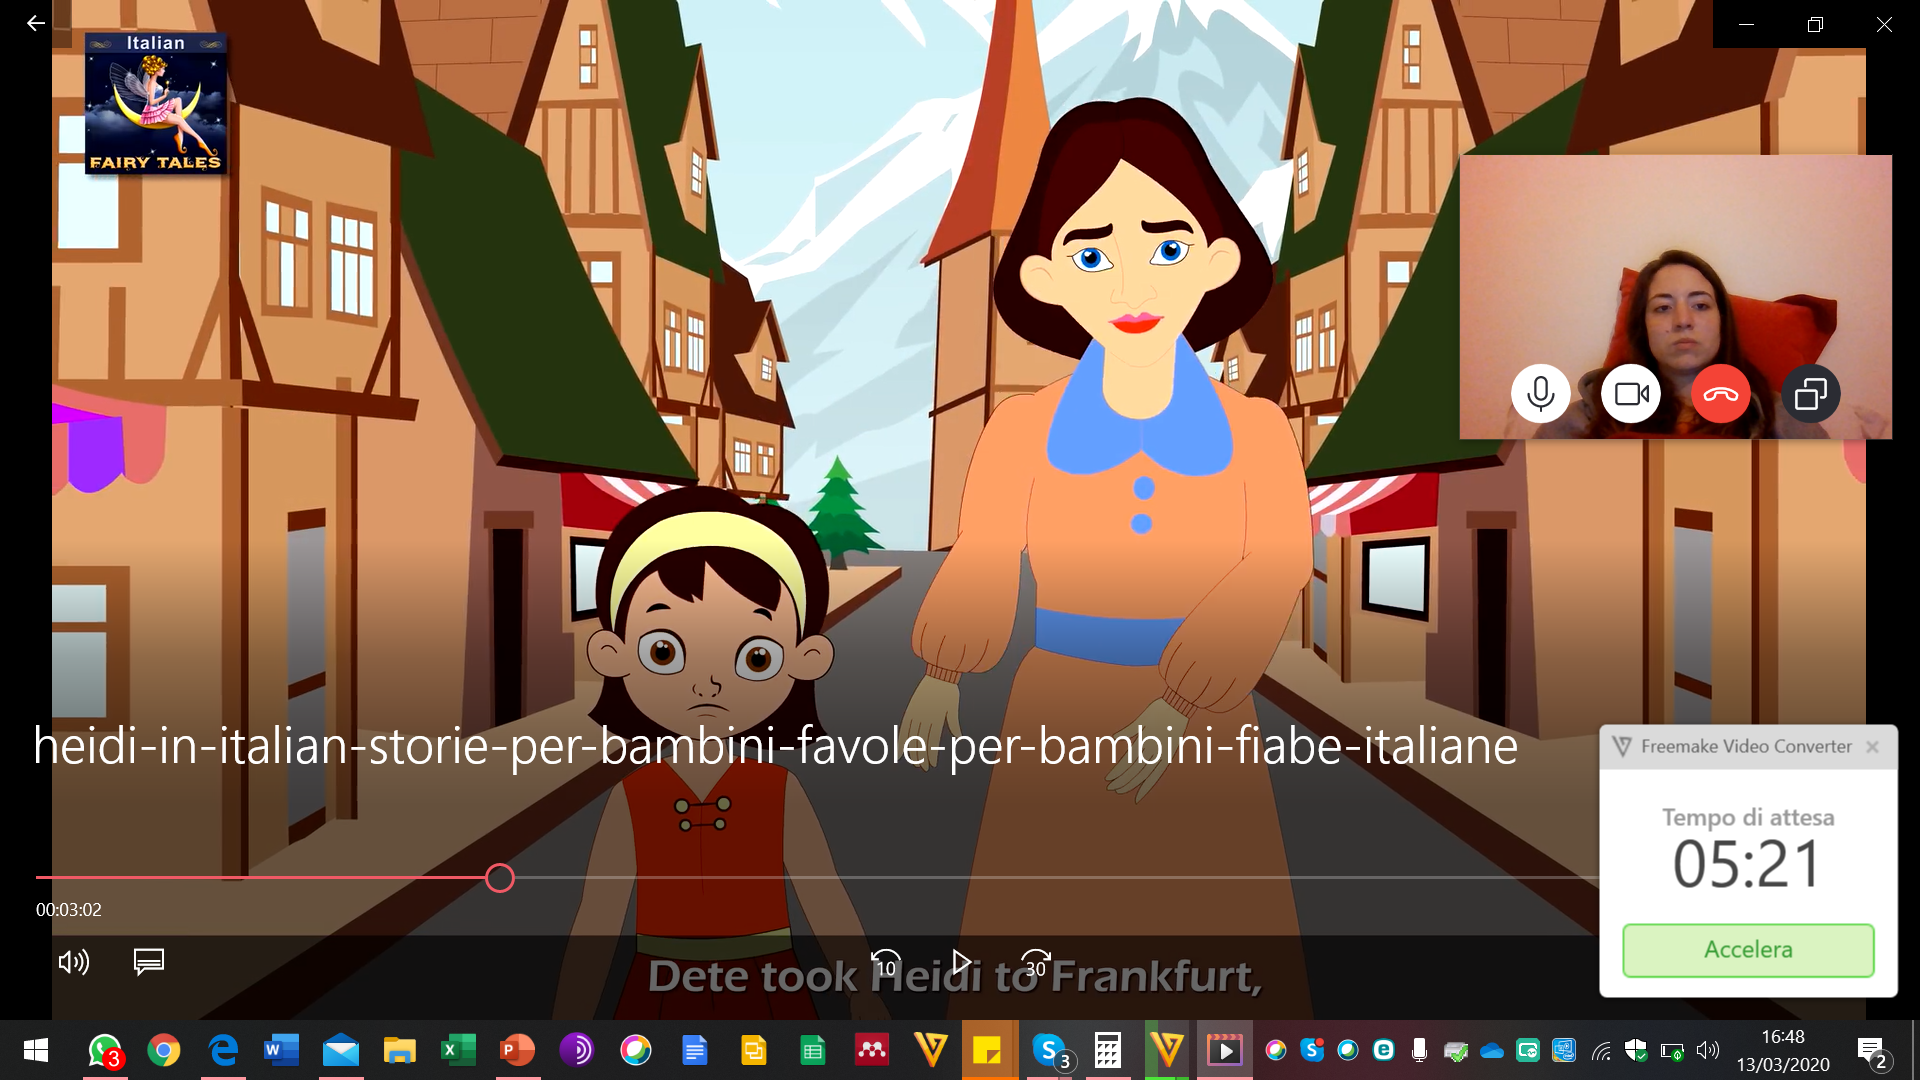 Italian
FAIRY TALES
heidi-in-italian-storie-per-bambini-favole-per-bambini-fiabe-italiane
Freemake Video Converter
Tempo di attesa
05:21
Accelera
00:03:02
10
30
Dete took Heidi to Frankfurt,
3
3
16:48
13/03/2020
2